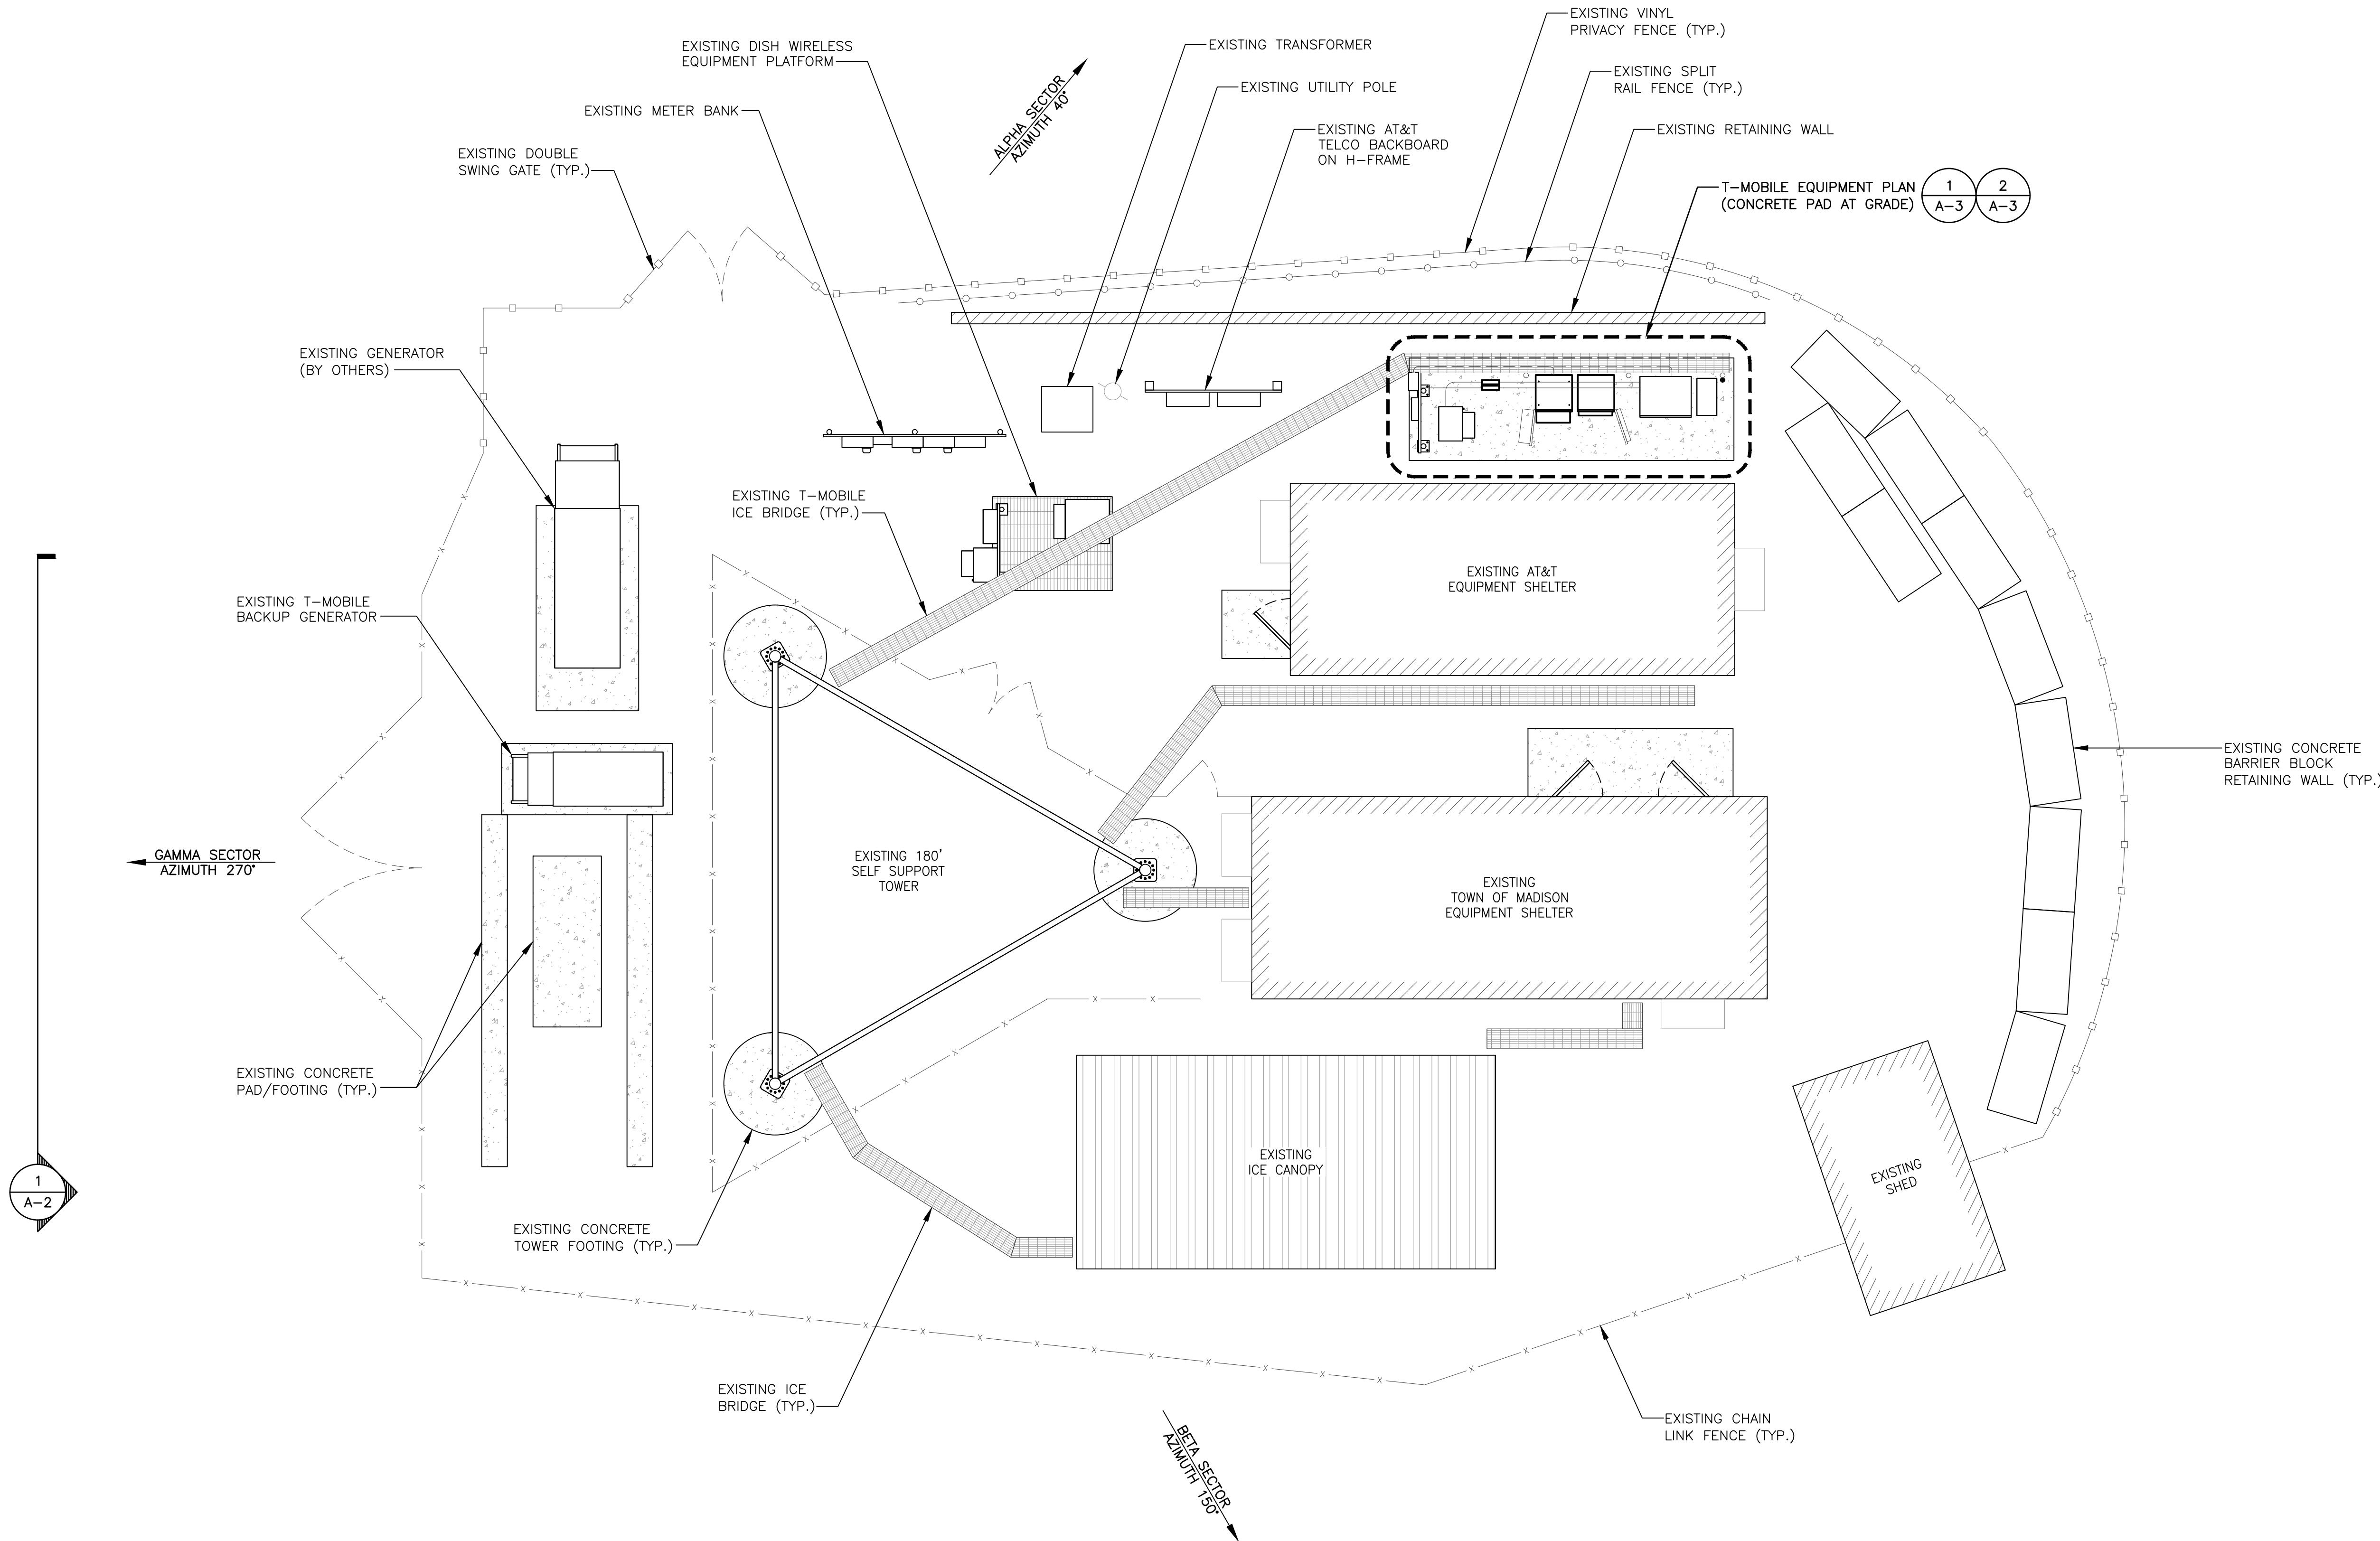 EXISTING VINYL
PRIVACY FENCE (TYP.)
EXISTING DISH WIRELESS
EQUIPMENT PLATFORM
EXISTING TRANSFORMER
EXISTING SPLIT
RAIL FENCE (TYP.)
ALPHA SECTOR
AZIMUTH 40°
EXISTING UTILITY POLE
EXISTING METER BANK
EXISTING AT&T
TELCO BACKBOARD
ON H-FRAME
EXISTING RETAINING WALL
EXISTING DOUBLE
SWING GATE (TYP.)
T-MOBILE EQUIPMENT PLAN
(CONCRETE PAD AT GRADE)
1
A-3
2
A-3
EXISTING GENERATOR
(BY OTHERS)
EXISTING T-MOBILE
ICE BRIDGE (TYP.)
EXISTING AT&T
EQUIPMENT SHELTER
EXISTING T-MOBILE
BACKUP GENERATOR
EXISTING CONCRETE
BARRIER BLOCK
RETAINING WALL (TYP.)
GAMMA SECTOR
AZIMUTH 270°
EXISTING 180'
SELF SUPPORT
TOWER
EXISTING
TOWN OF MADISON
EQUIPMENT SHELTER
EXISTING CONCRETE
PAD/FOOTING (TYP.)
EXISTING
ICE CANOPY
EXISTING
SHED
1
A-2
EXISTING CONCRETE
TOWER FOOTING (TYP.)
EXISTING ICE
BRIDGE (TYP.)
EXISTING CHAIN
LINK FENCE (TYP.)
BETA SECTOR
AZIMUTH 150°